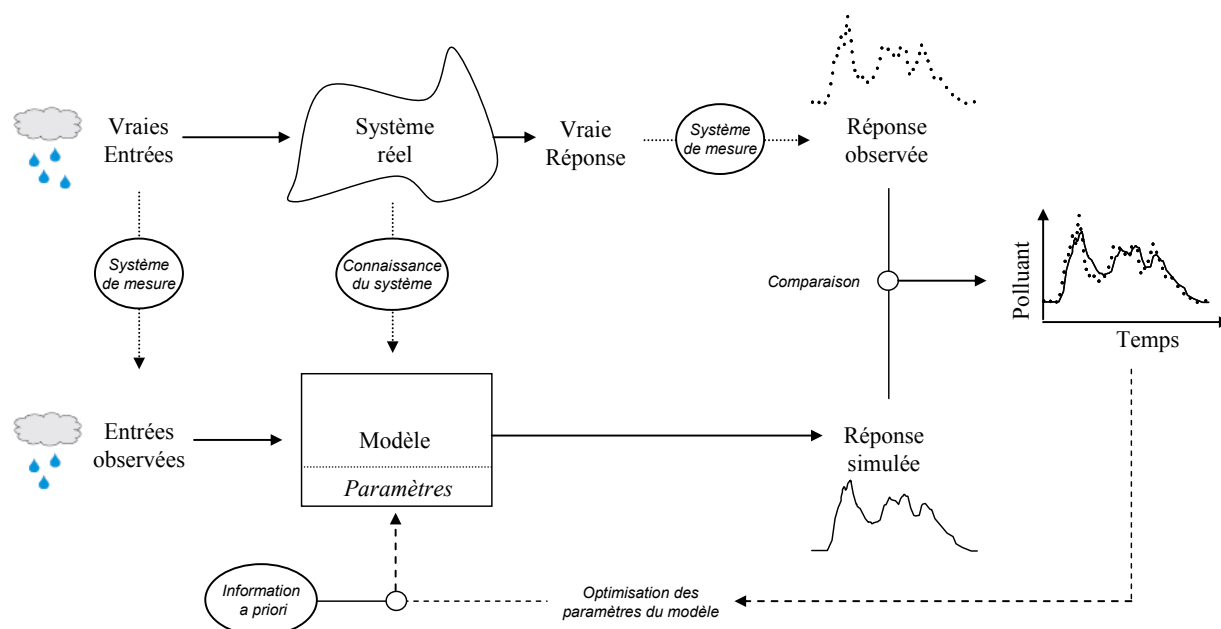 Vraies
Entrées
Système
réel
Vraie
Réponse
Système
de mesure
Réponse
observée
Système
de mesure
Connaissance
du système
Comparaison
Polluant
Temps
Entrées
observées
Modèle
Paramètres
Réponse
simulée
Information
a priori
Optimisation des
paramètres du modèle